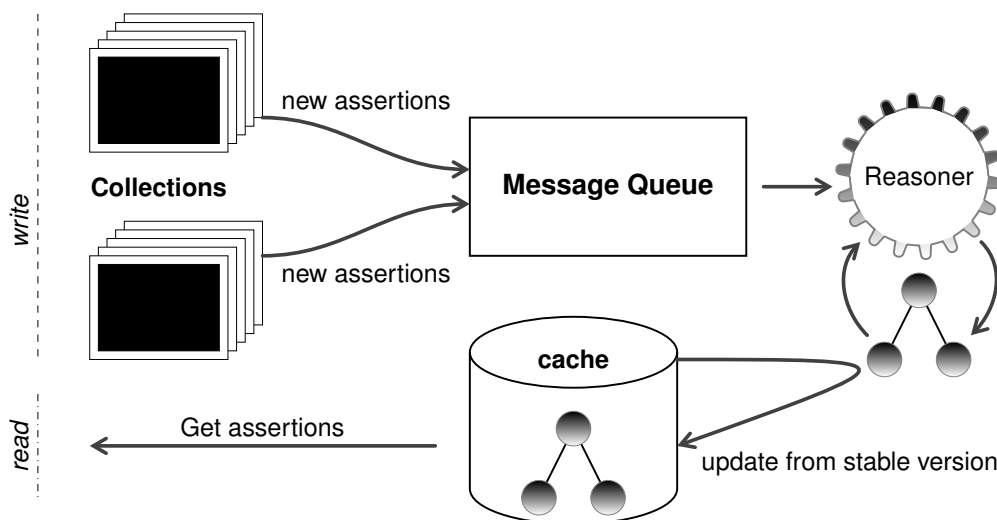 new assertions
Collections
Message Queue
Reasoner
write
new assertions
cache
Get assertions
read
update from stable version